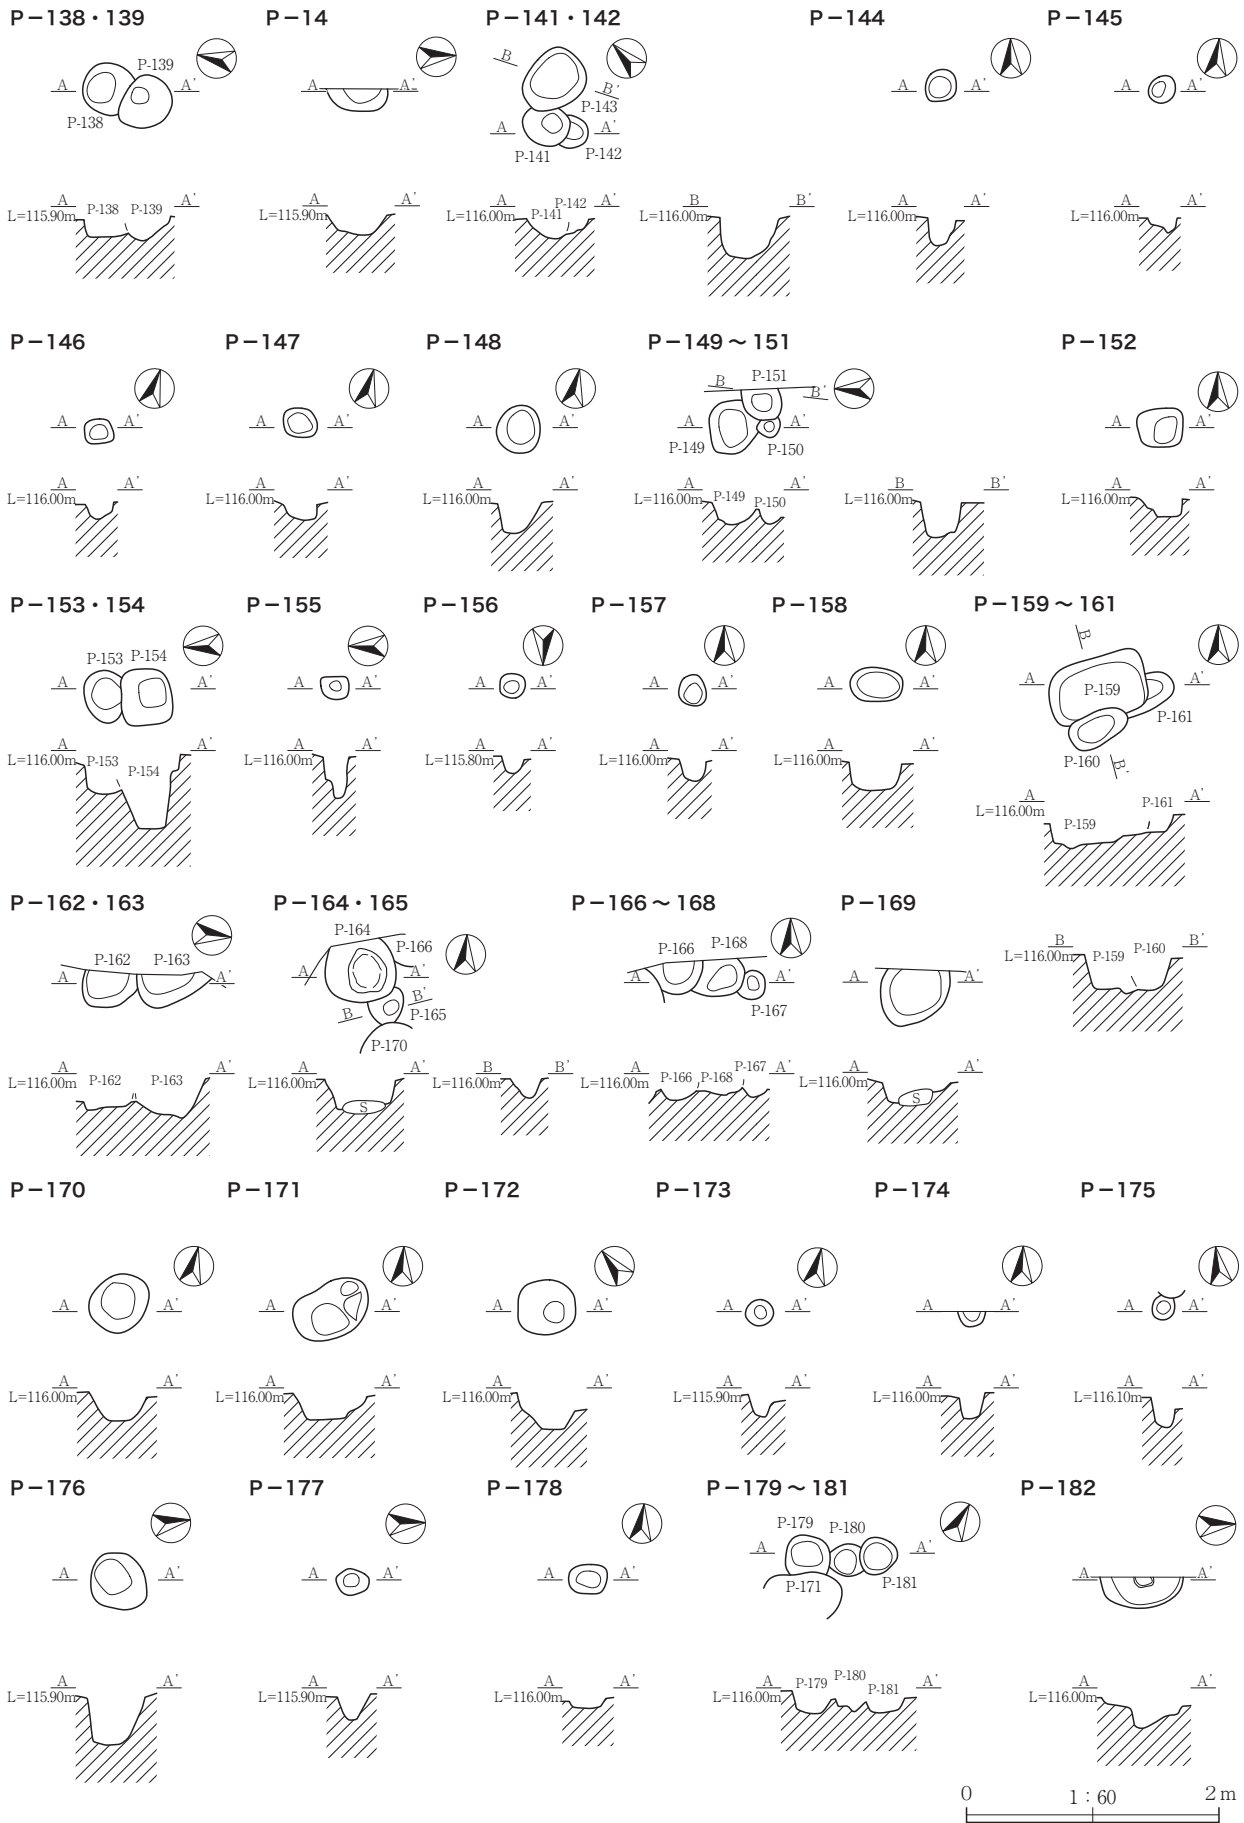 P－138・139
P－14
P－141・142
P－144
P－145
A P-139 A'
P-138
A A'
B B'
P-143
A A'
P-141 P-142
A A'
A A'
A A'
L=115.90m P-138 P-139
A A'
L=115.90m
A A'
L=116.00m P-141 P-142
B B'
L=116.00m
A A'
L=116.00m
A A'
L=116.00m
P－146
P－147
P－148
P－149～151
P－152
A A'
A A'
A A'
B P-151 B'
A A'
P-149 P-150
A A'
A A'
L=116.00m
A A'
L=116.00m
A A'
L=116.00m
A A'
L=116.00m P-149 P-150
B B'
L=116.00m
A A'
L=116.00m
P－153・154
P－155
P－156
P－157
P－158
P－159～161
P-153 P-154
A A'
A A'
A A'
A A'
A A'
B
A A'
P-159
P-161
P-160 B'
A A'
L=116.00m P-153 P-154
A A'
L=116.00m
A A'
L=115.80m
A A'
L=116.00m
A A'
L=116.00m
A A'
L=116.00m P-159 P-161
P－162・163
P－164・165
P－166～168
P－169
P-162 P-163
A A'
P-164 P-166
A A'
B B'
P-165
P-170
P-166 P-168
A A'
P-167
A A'
B B'
L=116.00m P-159 P-160
A A'
L=116.00m P-162 P-163
A A'
L=116.00m
S
B B'
L=116.00m
A A'
L=116.00m P-166 P-168 P-167
A A'
L=116.00m
S
P－170
P－171
P－172
P－173
P－174
P－175
A A'
A A'
A A'
A A'
A A'
A A'
A A'
L=116.00m
A A'
L=116.00m
A A'
L=116.00m
A A'
L=115.90m
A A'
L=116.00m
A A'
L=116.10m
P－176
P－177
P－178
P－179～181
P－182
A A'
A A'
A A'
P-179 P-180
A A'
P-171 P-181
A A'
A A'
L=115.90m
A A'
L=115.90m
A A'
L=116.00m
A A'
L=116.00m P-179 P-180 P-181
A A'
L=116.00m
0 1：60 2m